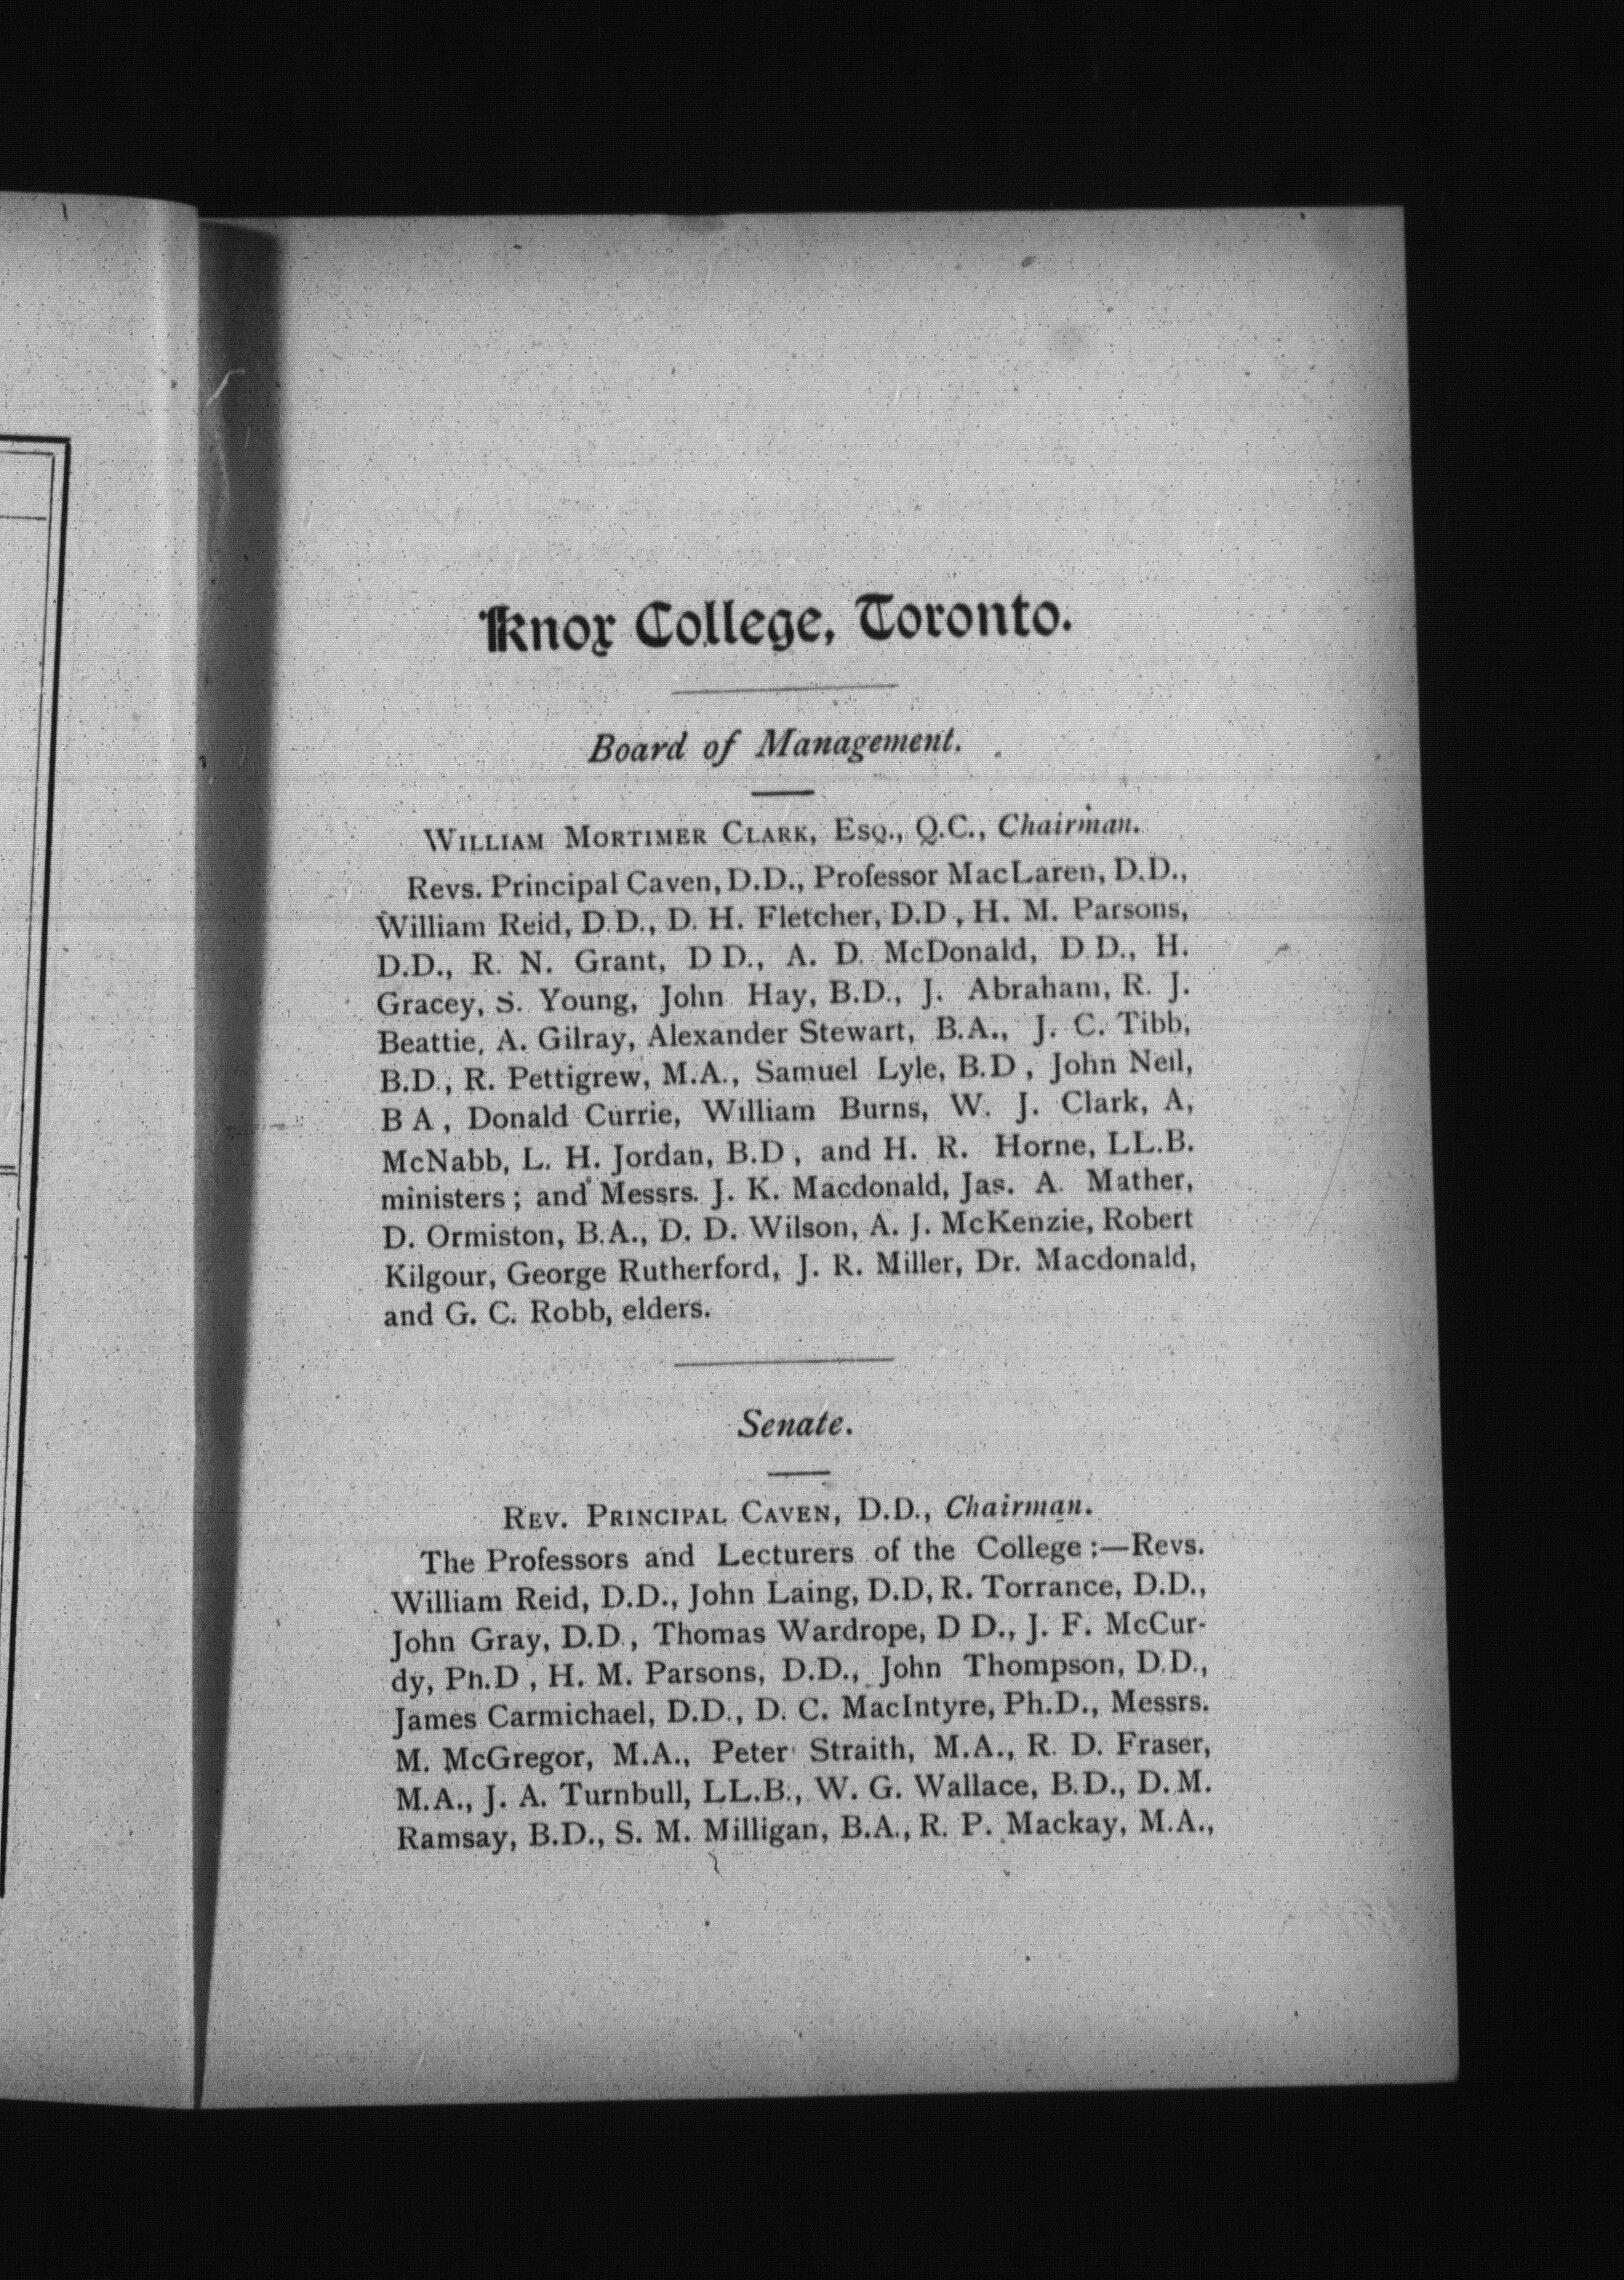 Knox College, Toronto.
Board of Management.
WILLIAM MORTIMER CLARK, ESQ., Q.C., Chairman.
Revs. Principal Caven, D.D., Professor MacLaren, D.D.,
William Reid, D.D., D. H. Fletcher, D.D , H. M. Parsons,
D.D., R. N. Grant, D D., A. D. McDonald, D D., H.
Gracey, S. Young, John Hay, B.D., J. Abraham, R. J.
Beattie, A. Gilray, Alexander Stewart, B.A., J. C. Tibb,
B.D., R. Pettigrew, M.A., Samuel Lyle, B.D , John Neil,
B A , Donald Currie, William Burns, W. J. Clark, A,
McNabb, L. H. Jordan, B.D , and H. R. Horne, LL.B.
ministers ; and Messrs. J. K. Macdonald, Jas. A. Mather,
D. Ormiston, B.A., D. D. Wilson, A. J. McKenzie, Robert
Kilgour, George Rutherford, J. R. Miller, Dr. Macdonald,
and G. C. Robb, elders.
Senate.
REV. PRINCIPAL CAVEN, D.D., Chairman.
The Professors and Lecturers of the College ;—Revs.
William Reid, D.D., John Laing, D.D, R. Torrance, D.D.,
John Gray, D.D., Thomas Wardrope, D D., J. F. McCur-
dy, Ph.D , H. M. Parsons, D.D., John Thompson, D.D.,
James Carmichael, D.D., D. C. MacIntyre, Ph.D., Messrs.
M. McGregor, M.A., Peter Straith, M.A., R. D. Fraser,
M.A., J. A. Turnbull, LL.B., W. G. Wallace, B.D., D. M.
Ramsay, B.D., S. M. Milligan, B.A., R. P. Mackay, M.A.,